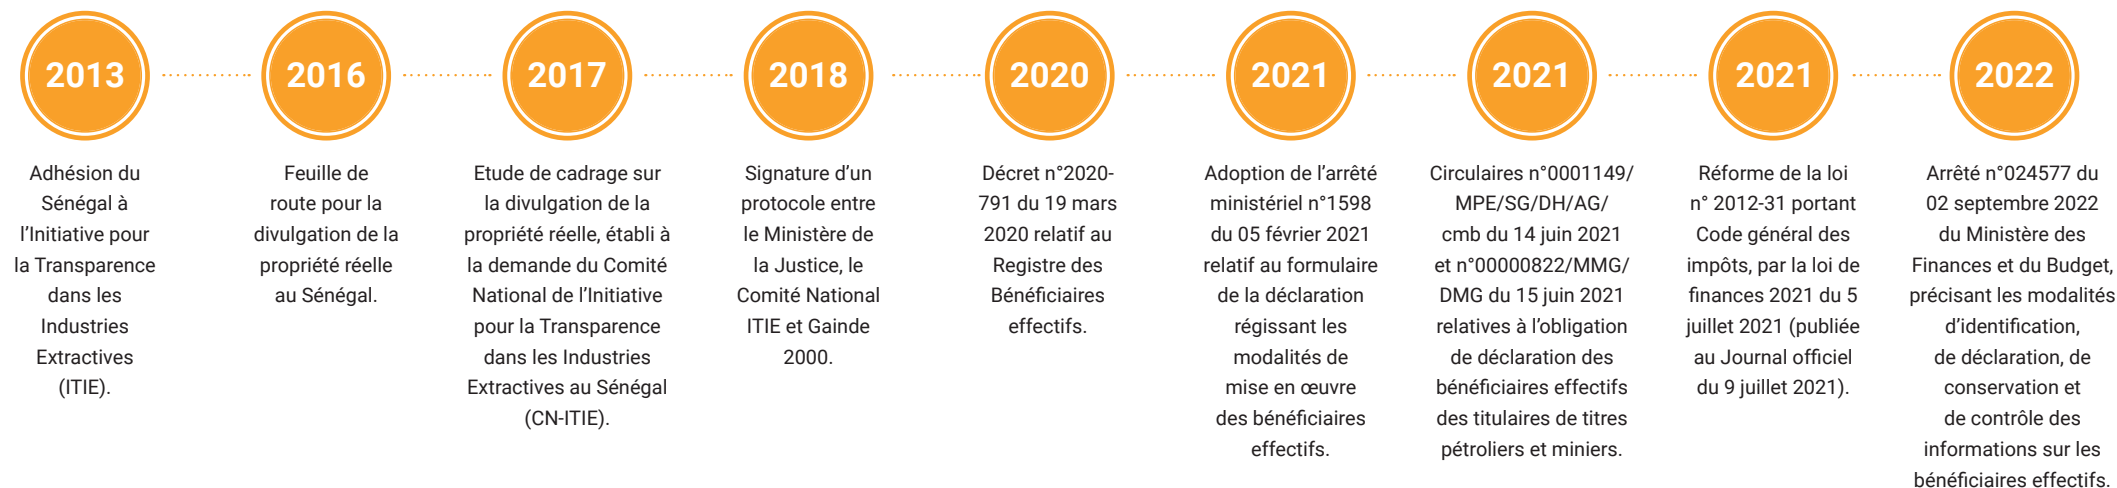 2013
Adhésion du
Sénégal à
l'Initiative pour
la Transparence
dans les
Industries
Extractives
(ITIE).
2016
Feuille de
route pour la
divulgation de la
propriété réelle
au Sénégal.
2017
Etude de cadrage sur
la divulgation de la
propriété réelle, établi à
la demande du Comité
National de l'Initiative
pour la Transparence
dans les Industries
Extractives au Sénégal
(CN-ITIE).
2018
Signature d'un
protocole entre
le Ministère de
la Justice, le
Comité National
ITIE et Gainde
2000.
2020
Décret n°2020-
791 du 19 mars
2020 relatif au
Registre des
Bénéficiaires
effectifs.
2021
Adoption de l'arrêté
ministériel n°1598
du 05 février 2021
relatif au formulaire
de la déclaration
régissant les
modalités de
mise en œuvre
des bénéficiaires
effectifs.
2021
Circulaires n°0001149/
MPE/SG/DH/AG/
cmb du 14 juin 2021
et n°00000822/MMG/
DMG du 15 juin 2021
relatives à l'obligation
de déclaration des
bénéficiaires effectifs
des titulaires de titres
pétroliers et miniers.
2021
Réforme de la loi
n° 2012-31 portant
Code général des
impôts, par la loi de
finances 2021 du 5
juillet 2021 (publiée
au Journal officiel
du 9 juillet 2021).
2022
Arrêté n°024577 du
02 septembre 2022
du Ministère des
Finances et du Budget,
précisant les modalités
d'identification,
de déclaration, de
conservation et
de contrôle des
informations sur les
bénéficiaires effectifs.